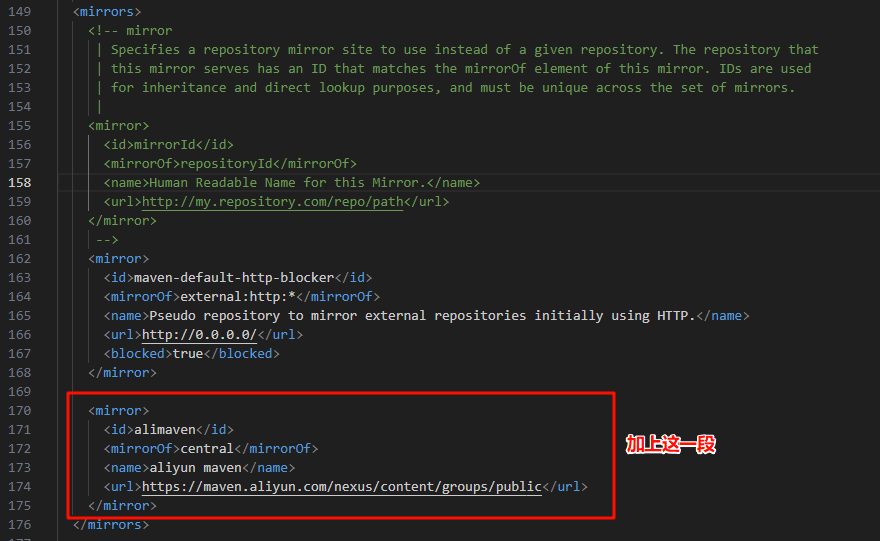 149 <mirrors>
150 <!-- mirror
151 | Specifies a repository mirror site to use instead of a given repository. The repository that
152 | this mirror serves has an ID that matches the mirrorOf element of this mirror. IDs are used
153 | for inheritance and direct lookup purposes, and must be unique across the set of mirrors.
154 |
155 <mirror>
156 <id>mirrorId</id>
157 <mirrorOf>repositoryId</mirrorOf>
158 <name>Human Readable Name for this Mirror.</name>
159 <url>http://my.repository.com/repo/path</url>
160 </mirror>
161 -->
162 <mirror>
163 <id>maven-default-http-blocker</id>
164 <mirrorOf>external:http:*</mirrorOf>
165 <name>Pseudo repository to mirror external repositories initially using HTTP.</name>
166 <url>http://0.0.0.0/</url>
167 <blocked>true</blocked>
168 </mirror>
169
170 <mirror>
171 <id>alimaven</id>
172 <mirrorOf>central</mirrorOf>
加上这一段
173 <name>aliyun maven</name>
174 <url>https://maven.aliyun.com/nexus/content/groups/public</url>
175 </mirror>
176 </mirrors>